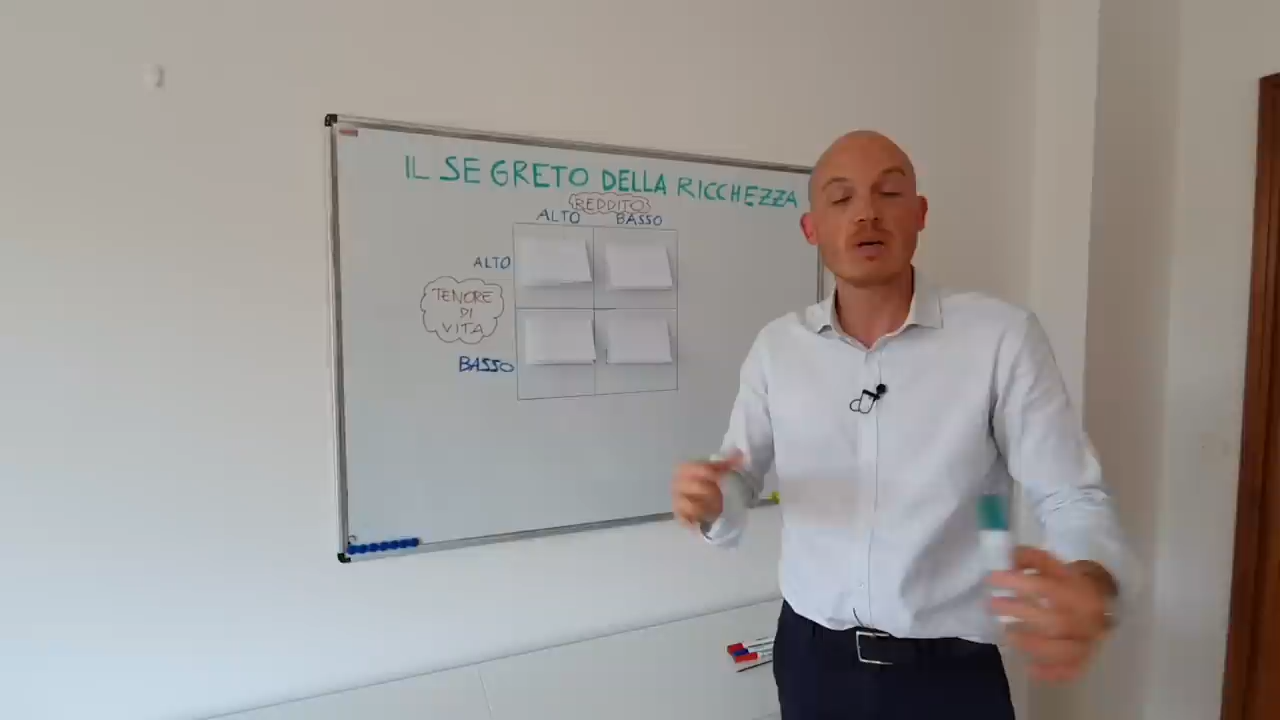 IL SEGRETO DELLA RICCHEZZA
REDDITO
ALTO BASSO
ALTO
TENORE
DI
VITA
BASSO